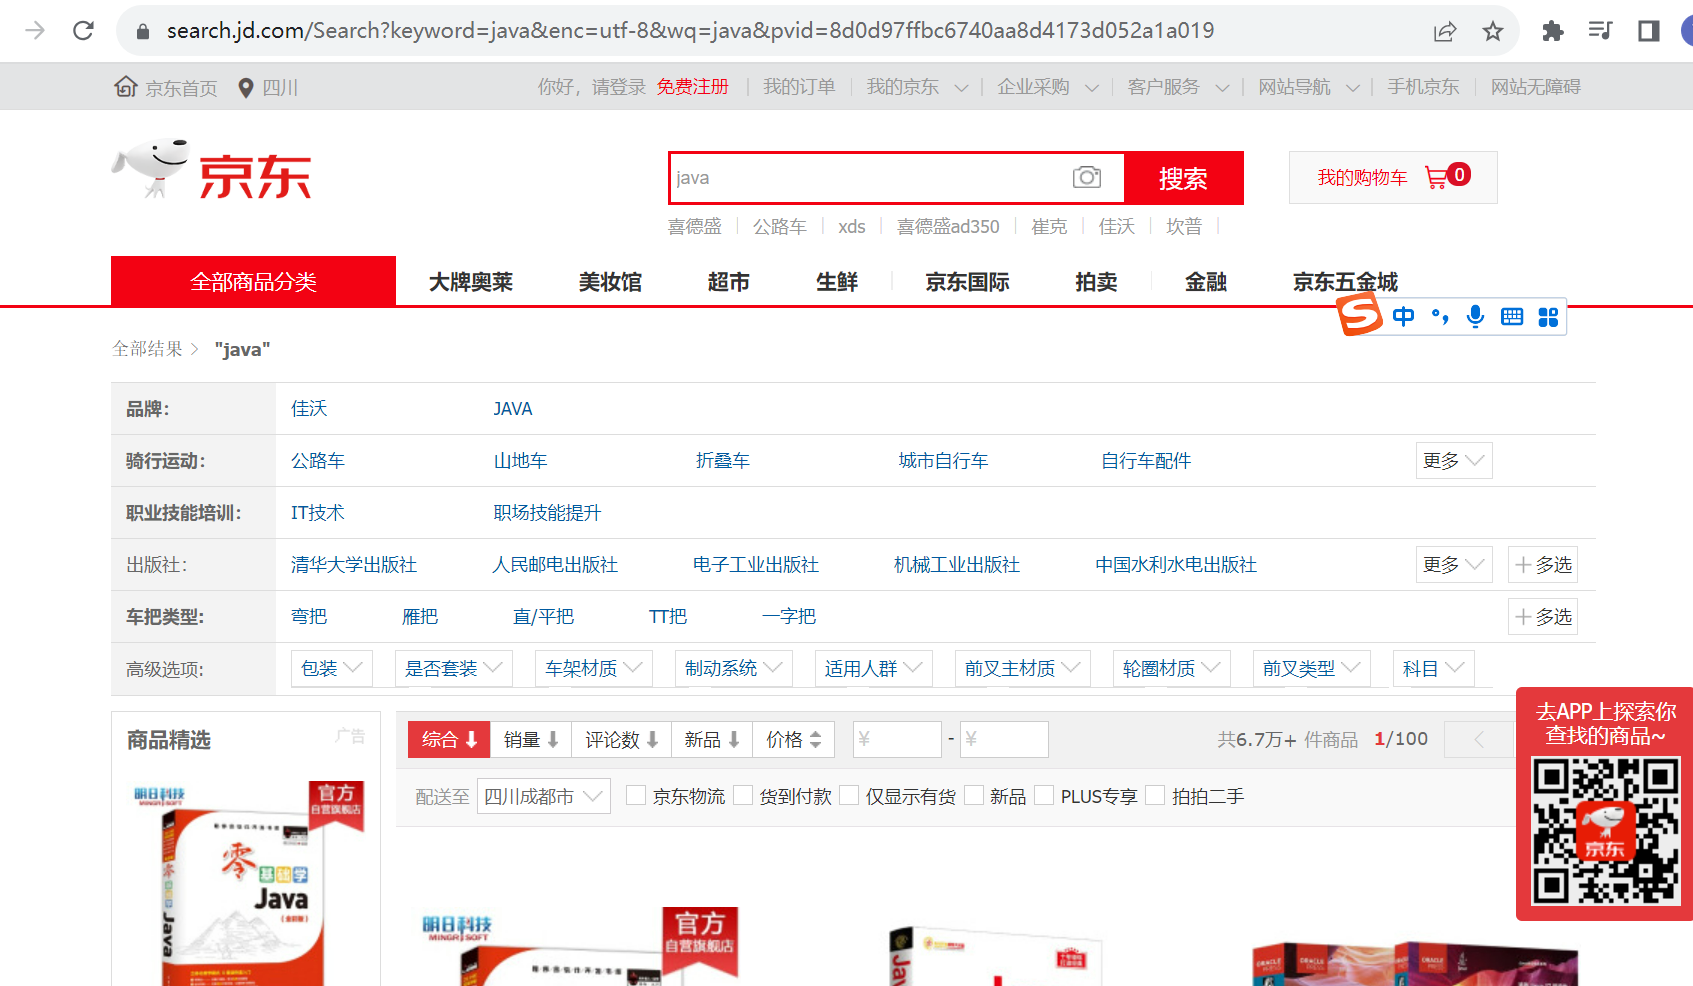 search.jd.com/Search?keyword=java&enc=utf-8&wq=java&pvid=8d0d97ffbc6740aa8d4173d052a1a019
京东首页 四川 你好，请登录 免费注册 我的订单 我的京东 企业采购 客户服务 网站导航 手机京东 网站无障碍
京东
java 搜索 我的购物车 0
喜德盛 公路车 xds 喜德盛ad350 崔克 佳沃 坎普
全部商品分类 大牌奥莱 美妆馆 超市 生鲜 京东国际 拍卖 金融 京东五金城
S 中 °,
全部结果 > "java"
品牌： 佳沃 JAVA
骑行运动： 公路车 山地车 折叠车 城市自行车 自行车配件 更多
职业技能培训： IT技术 职场技能提升
出版社： 清华大学出版社 人民邮电出版社 电子工业出版社 机械工业出版社 中国水利水电出版社 更多 +多选
车把类型： 弯把 雁把 直/平把 TT把 一字把 +多选
高级选项： 包装 是否套装 车架材质 制动系统 适用人群 前叉主材质 轮圈材质 前叉类型 科目
去APP上探索你
查找的商品~
京东
商品精选 广告
综合 销量 评论数 新品 价格 ¥ - ¥ 共6.7万+ 件商品 1/100 <
配送至 四川成都市 京东物流 货到付款 仅显示有货 新品 PLUS专享 拍拍二手
明日科技
MINGRI SOFT
官方
自营旗舰店
零
基础学
Java
Java
明日科技
MINGRI SOFT
官方
自营旗舰店
Ja
ORACLE
ORACLE
ORACLE